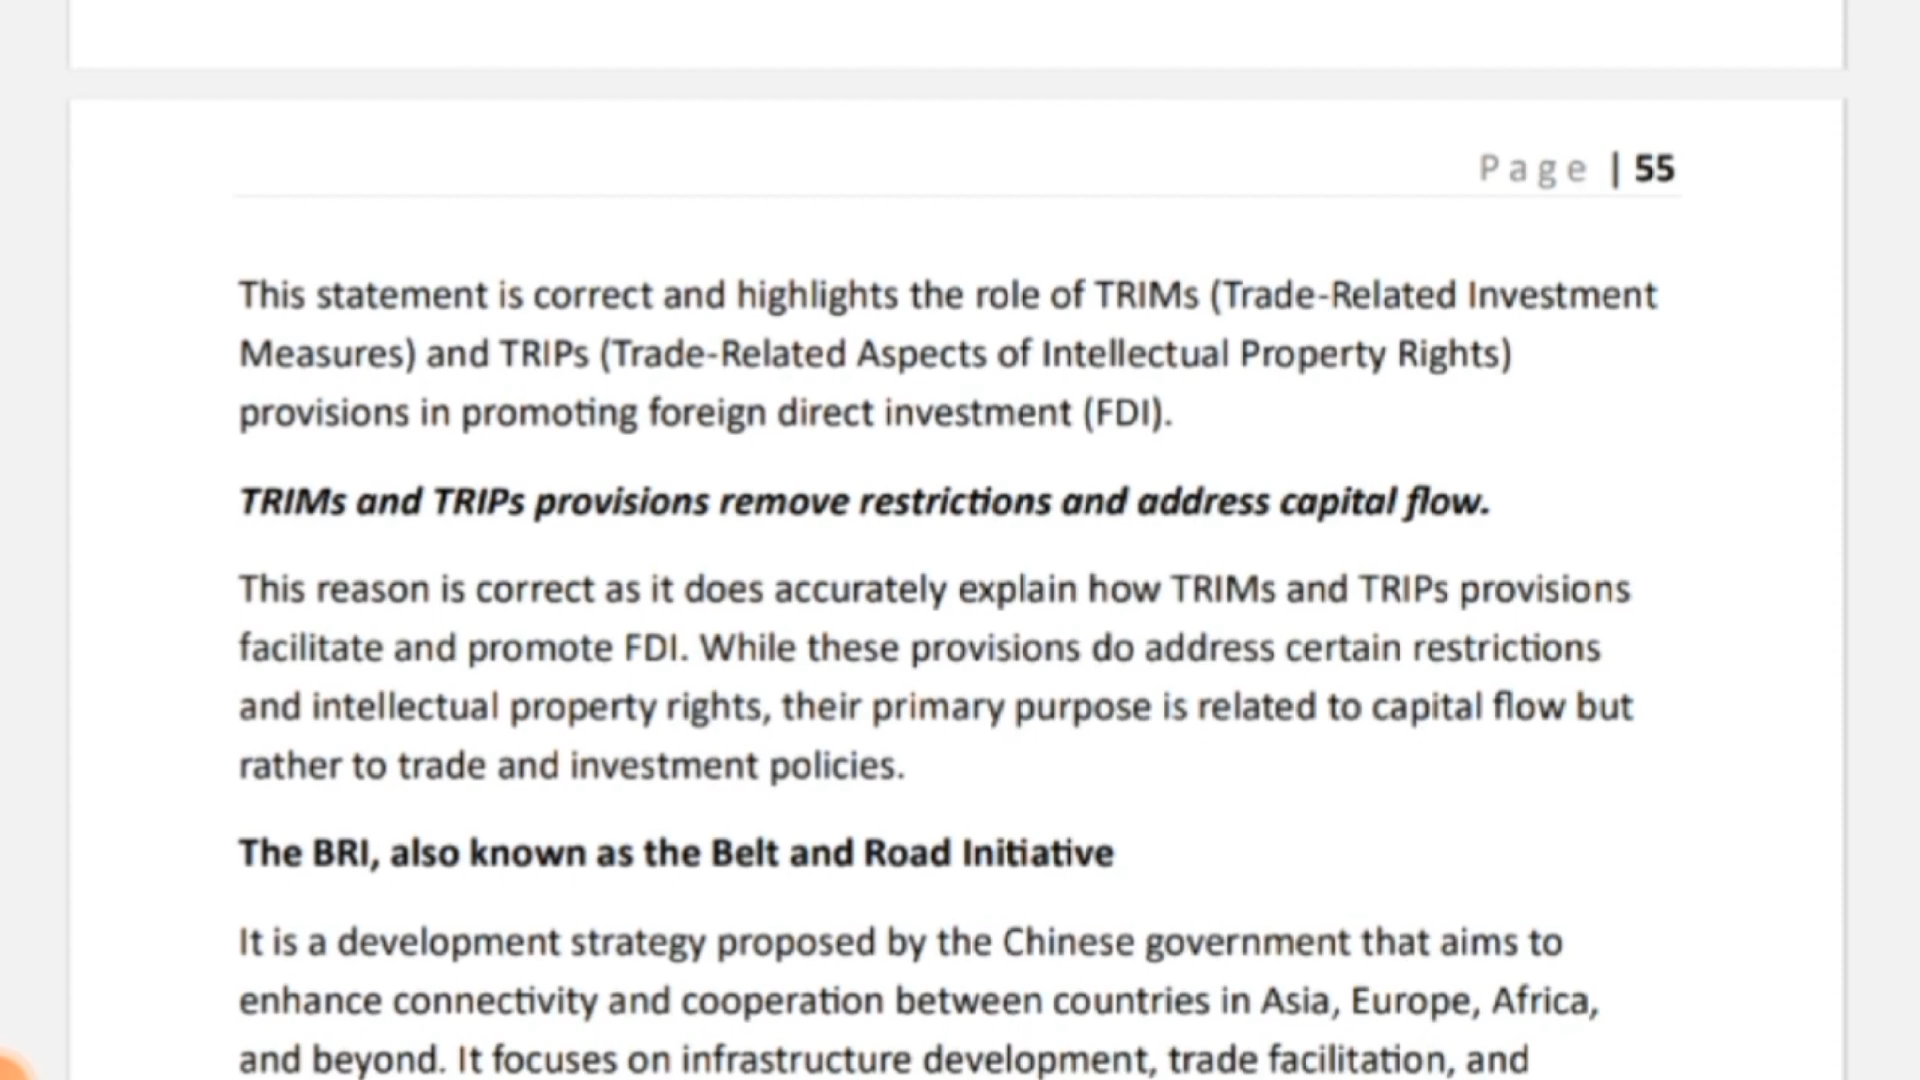 Page | 55
This statement is correct and highlights the role of TRIMs (Trade-Related Investment
Measures) and TRIPs (Trade-Related Aspects of Intellectual Property Rights)
provisions in promoting foreign direct investment (FDI).
TRIMs and TRIPs provisions remove restrictions and address capital flow.
This reason is correct as it does accurately explain how TRIMs and TRIPs provisions
facilitate and promote FDI. While these provisions do address certain restrictions
and intellectual property rights, their primary purpose is related to capital flow but
rather to trade and investment policies.
The BRI, also known as the Belt and Road Initiative
It is a development strategy proposed by the Chinese government that aims to
enhance connectivity and cooperation between countries in Asia, Europe, Africa,
and beyond. It focuses on infrastructure development, trade facilitation, and